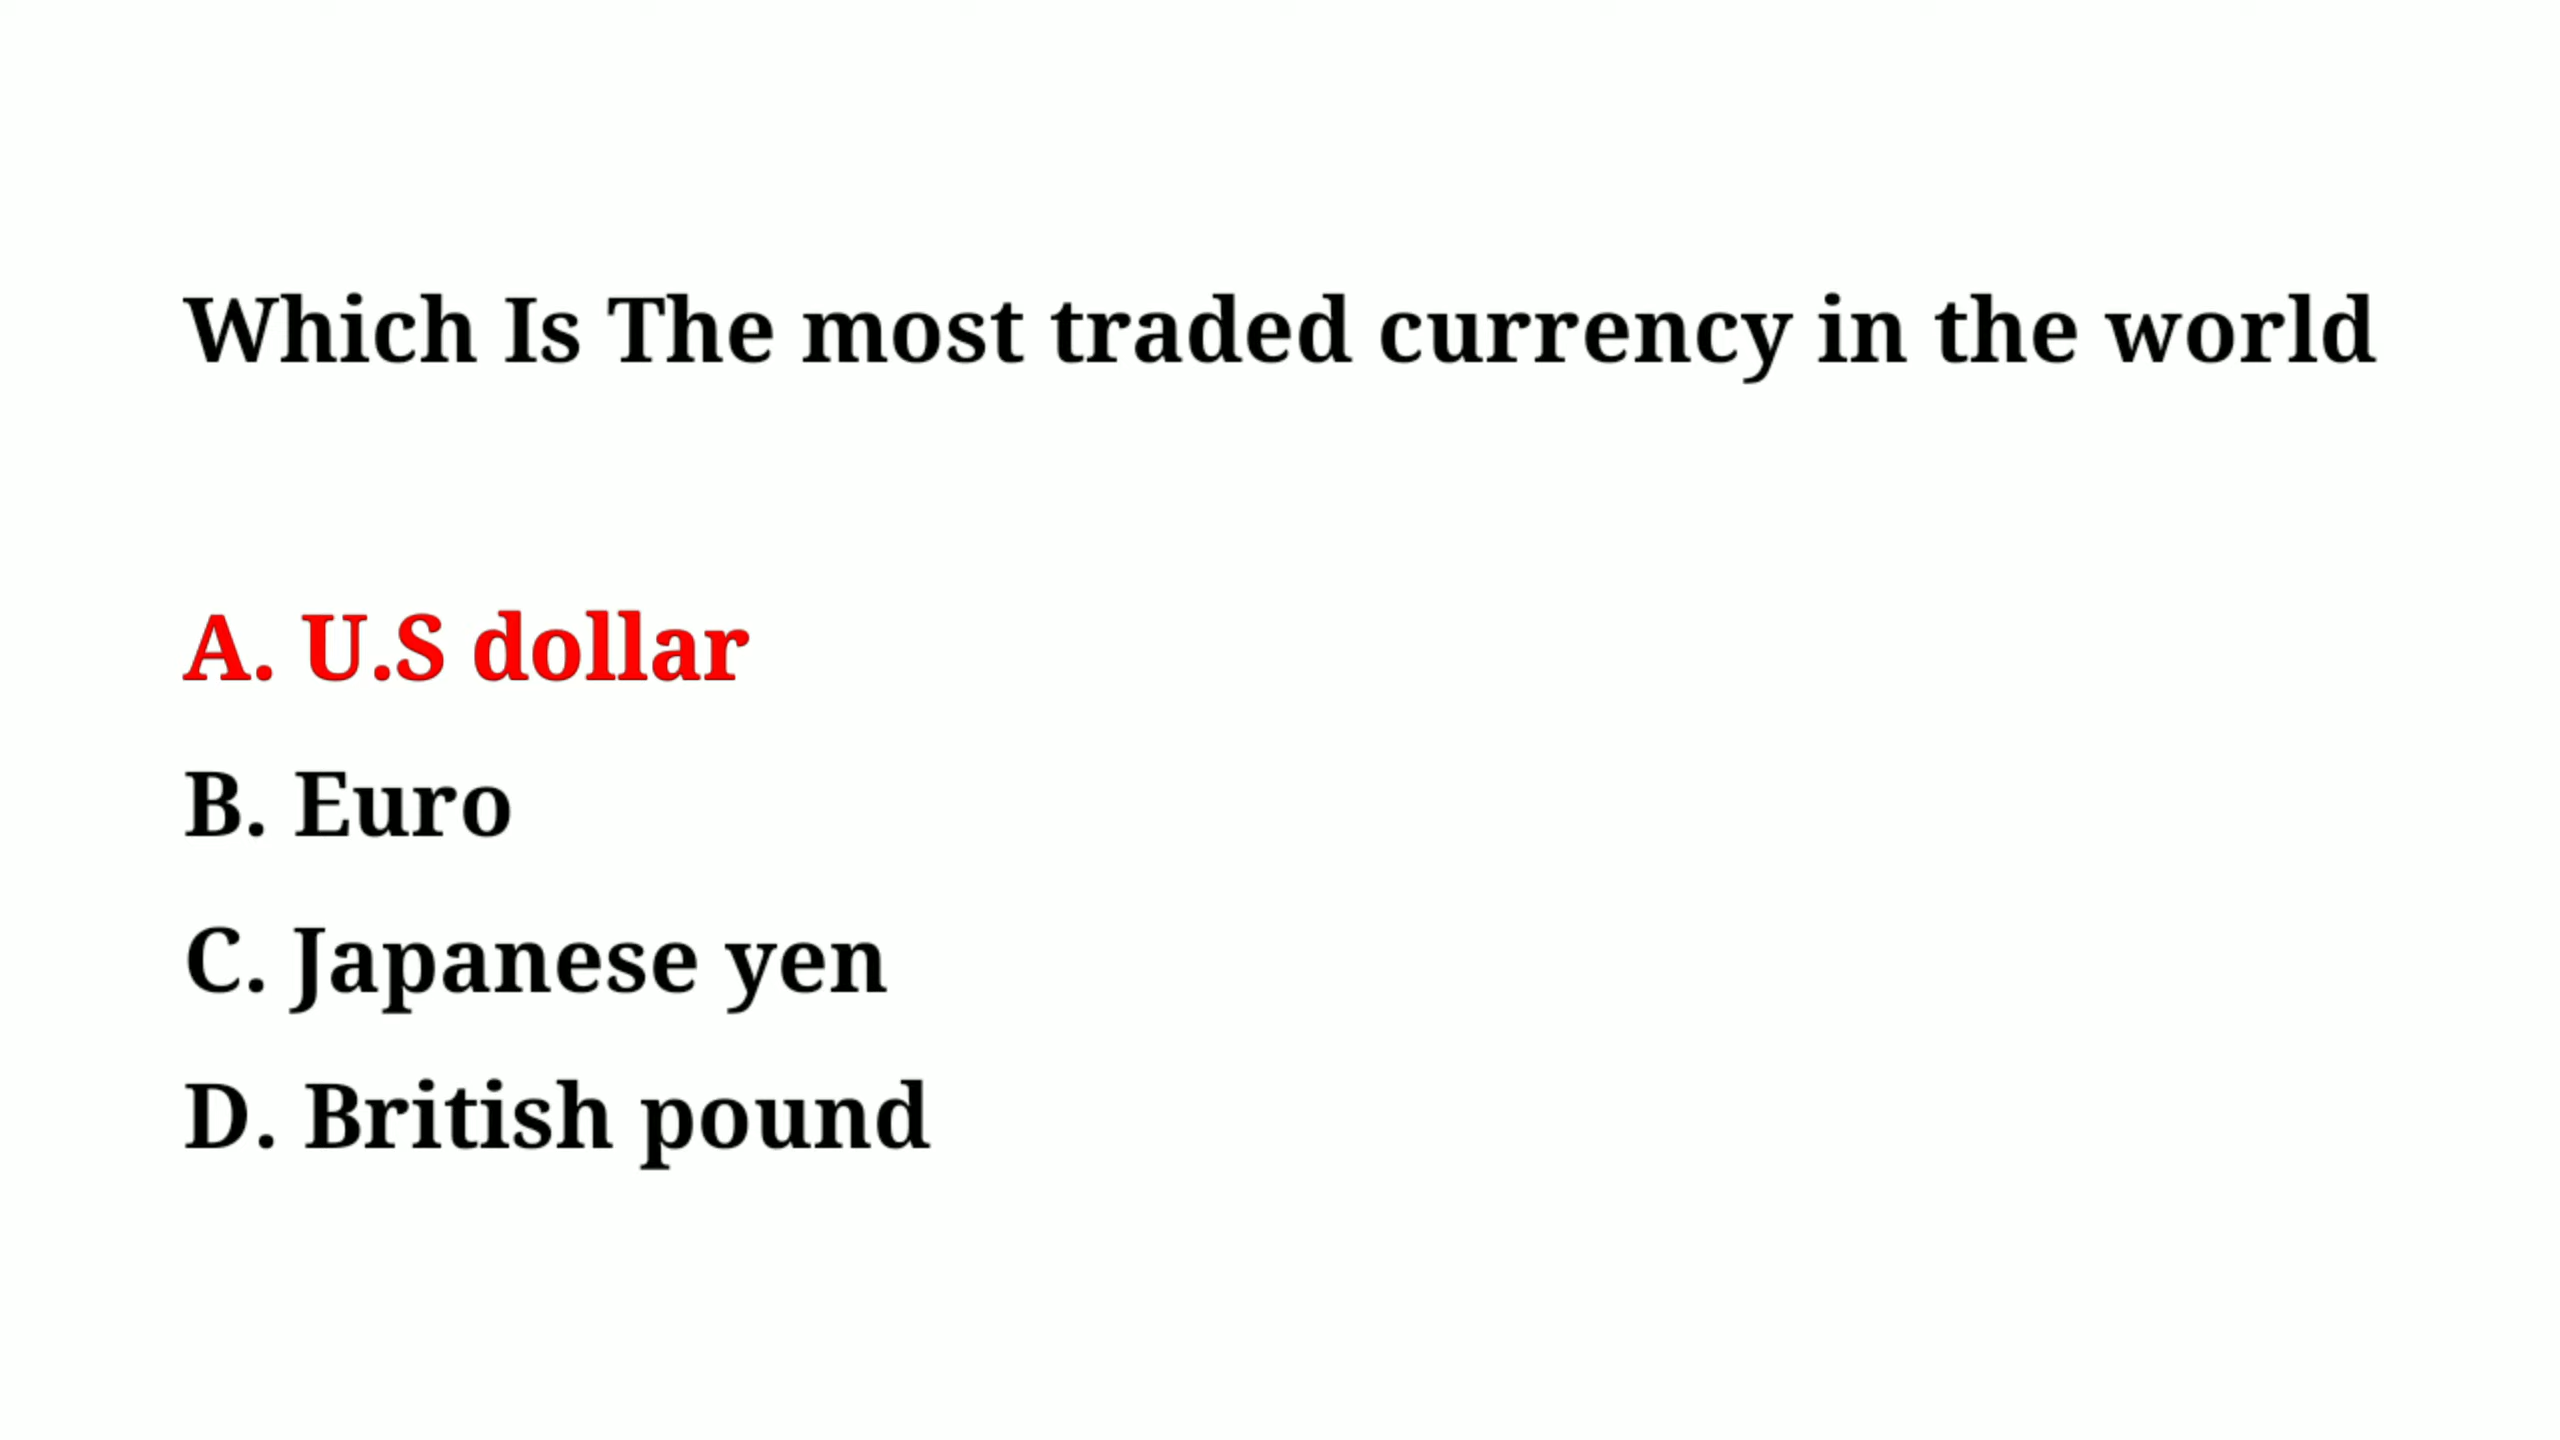 Which Is The most traded currency in the world
A. U.S dollar
B. Euro
C. Japanese yen
D. British pound